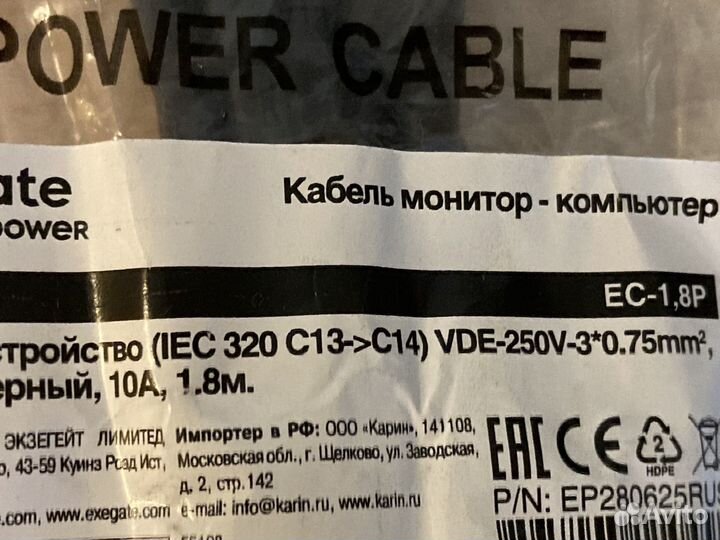 POWER CABLE
ate
power
Кабель монитор - компьютер
EC-1,8P
стройство (IEC 320 C13->C14) VDE-250V-3*0.75mm²,
ерный, 10А, 1.8м.
ЭКЗЕГЕЙТ ЛИМИТЕД,
о, 43-59 Куинз Роад Ист,
e.com, www.exegate.com
Импортер в РФ: ООО «Карин», 141108,
Московская обл., г. Щелково, ул. Заводская,
д. 2, стр. 142
e-mail: info@karin.ru, www.karin.ru
EAC CE
2
HDPE
P/N: EP280625RUS
Avito